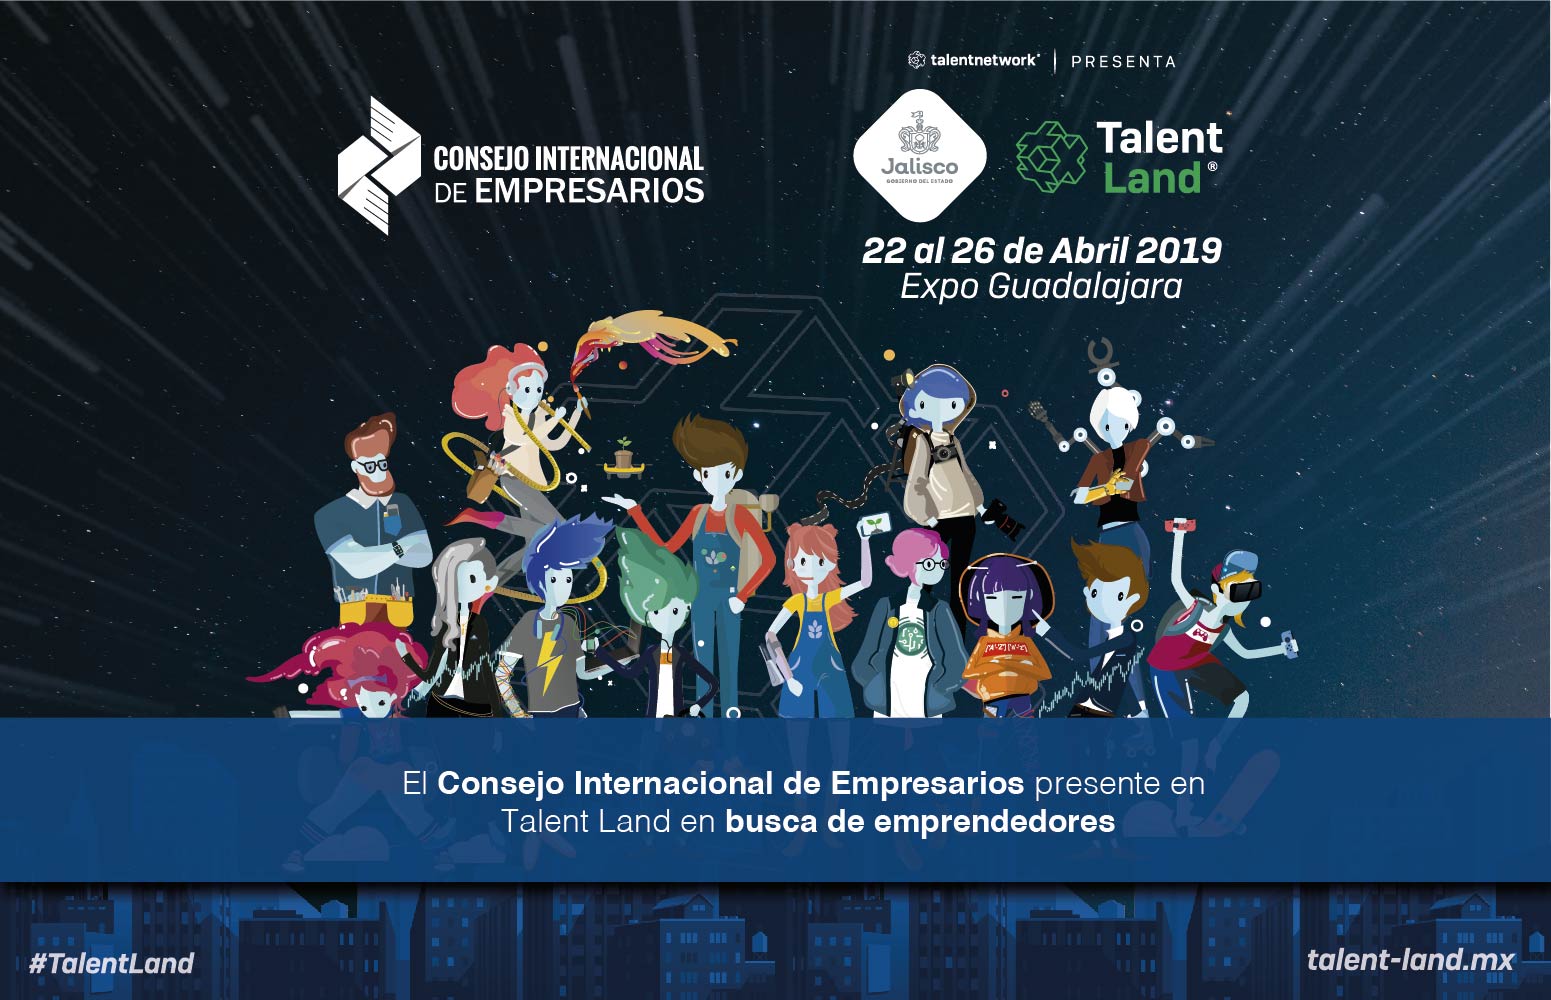 talentnetwork® | PRESENTA
CONSEJO INTERNACIONAL
DE EMPRESARIOS
Jalisco
GOBIERNO DEL ESTADO
Talent
Land®
22 al 26 de Abril 2019
Expo Guadalajara
El Consejo Internacional de Empresarios presente en
Talent Land en busca de emprendedores
#TalentLand
talent-land.mx